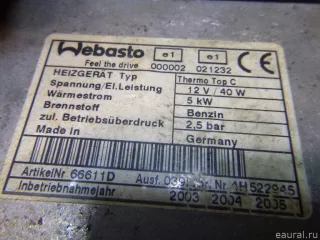 Webasto
Feel the drive
e1 e1
000002 021232
CE
HEIZGERÄT Typ Thermo Top C
Spannung/El.Leistung 12 V / 40 W
Wärmestrom 5 kW
Brennstoff Benzin
zul. Betriebsüberdruck 2,5 bar
Made in Germany
ArtikelNr 66611D Ausf. Nr.
Inbetriebnahmejahr 2003 2004 2005
eaural.ru